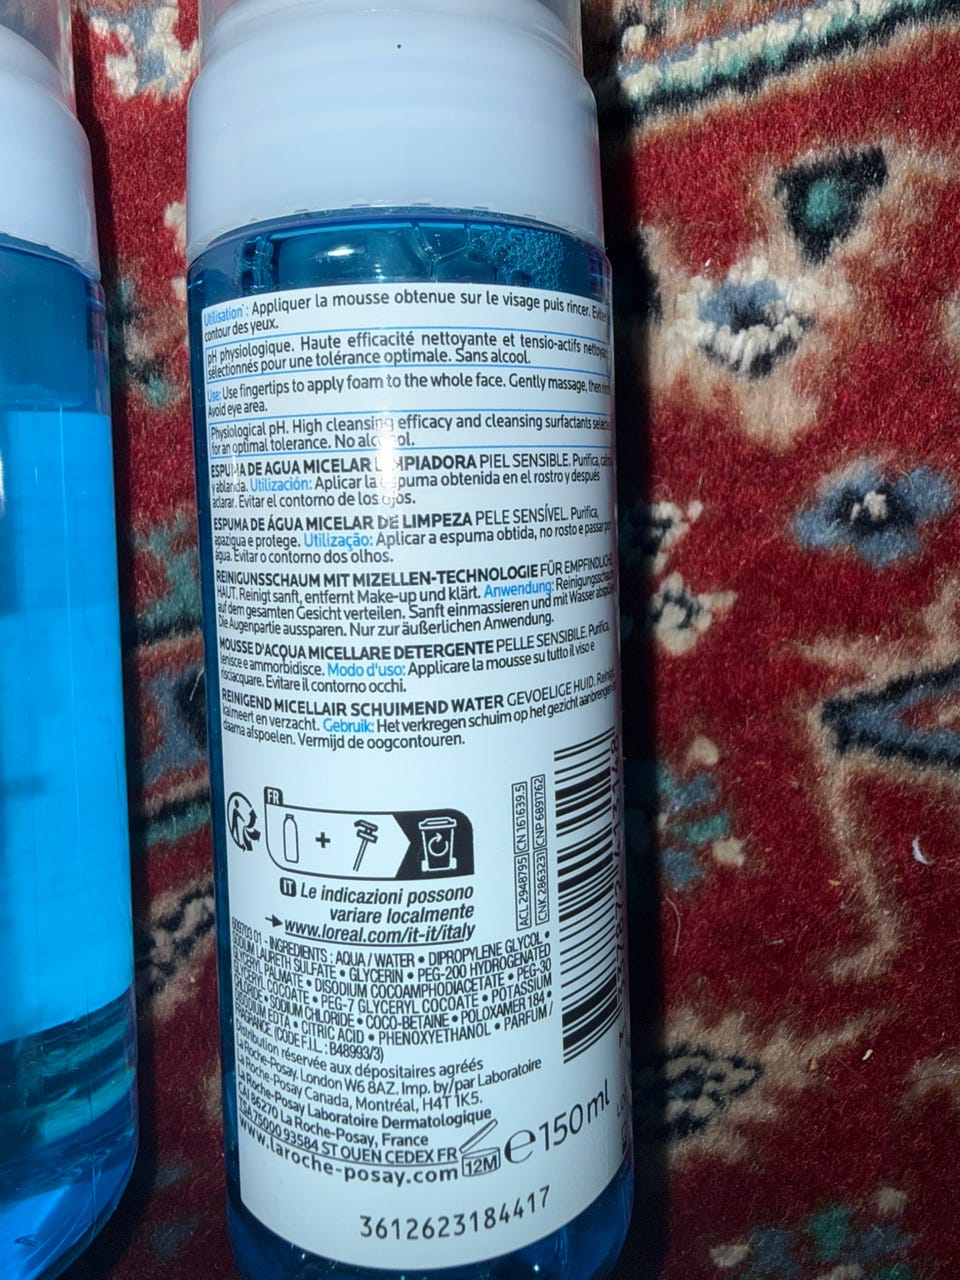 Utilisation : Appliquer la mousse obtenue sur le visage puis rincer.
contour des yeux.
pH physiologique. Haute efficacité nettoyante et tensio-actifs
sélectionnés pour une tolérance optimale. Sans alcool.
Use: Use fingertips to apply foam to the whole face. Gently massage, then
Avoid eye area.
Physiological pH. High cleansing efficacy and cleansing surfactants
for an optimal tolerance. No alcohol.
ESPUMA DE AGUA MICELAR LIMPIADORA PIEL SENSIBLE. Purifica,
y ablanda. Utilización: Aplicar la espuma obtenida en el rostro y después
aclarar. Evitar el contorno de los ojos.
ESPUMA DE ÁGUA MICELAR DE LIMPEZA PELE SENSÍVEL. Purifica,
apazigua e protege. Utilização: Aplicar a espuma obtida, no rosto e passar por
água. Evitar o contorno dos olhos.
REINIGUNSSCHAUM MIT MIZELLEN-TECHNOLOGIE FÜR EMPFINDLICHE
HAUT. Reinigt sanft, entfernt Make-up und klärt. Anwendung: Reinigungsschaum
auf dem gesamten Gesicht verteilen. Sanft einmassieren und mit Wasser abspülen
Die Augenpartie aussparen. Nur zur äußerlichen Anwendung.
MOUSSE D'ACQUA MICELLARE DETERGENTE PELLE SENSIBILE. Purifica,
lenisce e ammorbidisce. Modo d'uso: Applicare la mousse su tutto il viso e
risciacquare. Evitare il contorno occhi.
REINIGEND MICELLAIR SCHUIMEND WATER GEVOELIGE HUID. Reinigt,
kalmeert en verzacht. Gebruik: Het verkregen schuim op het gezicht aanbrengen en
daarna afspoelen. Vermijd de oogcontouren.
FR
+
ACL 2948795 CN 161639.5
CNK 2863231 CNP 6891762
IT Le indicazioni possono
variare localmente
www.loreal.com/it-it/italy
609703 01 - INGREDIENTS : AQUA / WATER • DIPROPYLENE GLYCOL •
SODIUM LAURETH SULFATE • GLYCERIN • PEG-200 HYDROGENATED
GLYCERYL PALMATE • DISODIUM COCOAMPHODIACETATE • PEG-30
GLYCERYL COCOATE • PEG-7 GLYCERYL COCOATE • POTASSIUM
CHLORIDE • SODIUM CHLORIDE • COCO-BETAINE • POLOXAMER 184 •
DISODIUM EDTA • CITRIC ACID • PHENOXYETHANOL • PARFUM /
FRAGRANCE. (CODE F.I.L. : B48993/3)
Distribution réservée aux dépositaires agréés
La Roche-Posay, London W6 8AZ. Imp. by/par Laboratoire
La Roche-Posay Canada, Montréal, H4T 1K5.
La Roche-Posay Laboratoire Dermatologique
CAI 86270 La Roche-Posay, France
TSA 75000 93584 ST OUEN CEDEX FR
www.laroche-posay.com
12M
e 150 ml
3612623184417